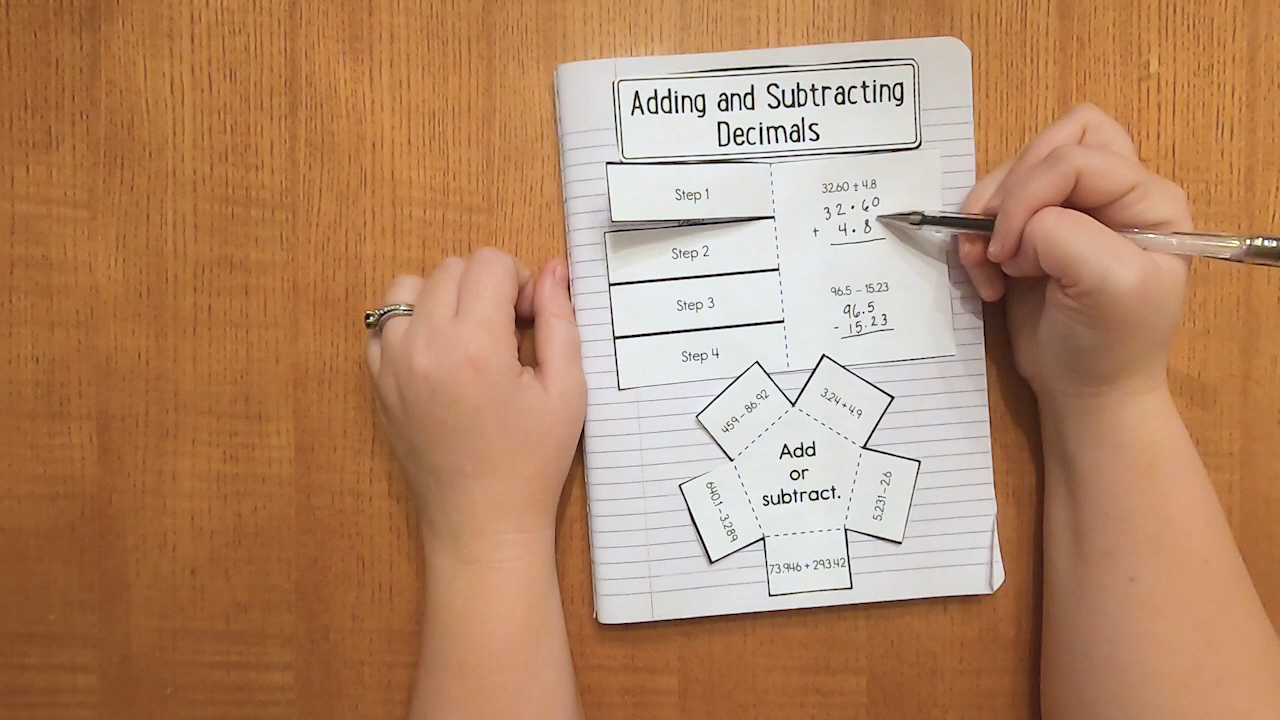 Adding and Subtracting
Decimals
Step 1
Step 2
Step 3
Step 4
32.60 + 4.8
32.60
+ 4.8
96.5 – 15.23
96.5
- 15.23
459 – 86.92
3.24 + 4.9
Add
or
subtract.
640.1 – 3.289
5.231 – 2.6
73.946 + 293.42